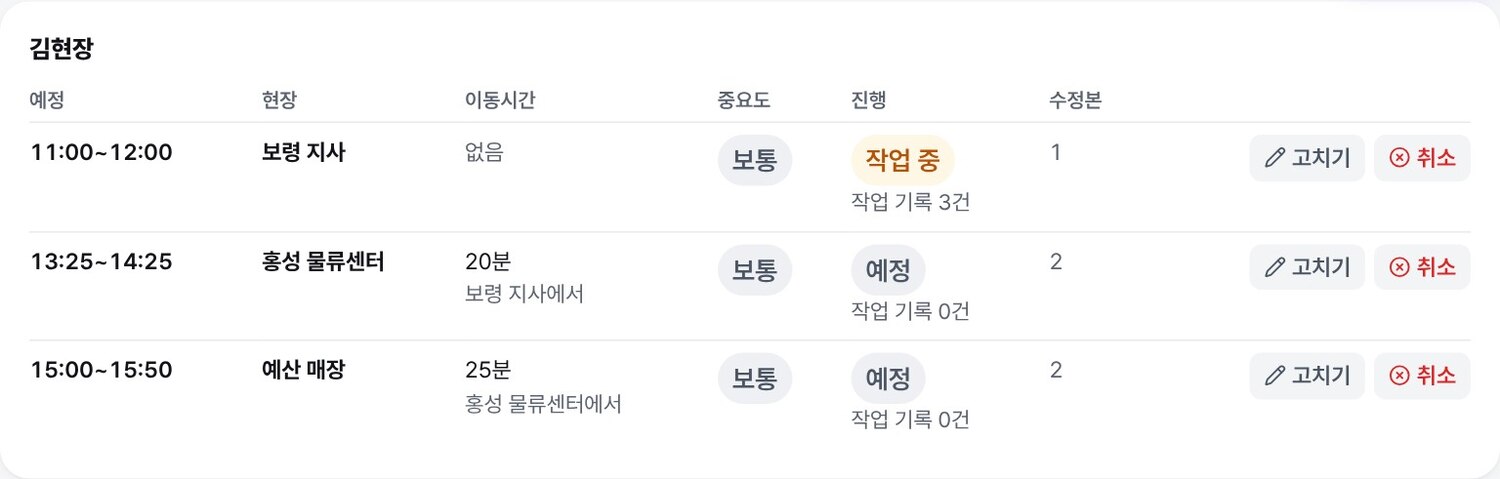 김현장
예정 현장 이동시간 중요도 진행 수정본
11:00~12:00 보령 지사 없음 보통 작업 중 1 고치기 취소
작업 기록 3건
13:25~14:25 홍성 물류센터 20분 보통 예정 2 고치기 취소
보령 지사에서 작업 기록 0건
15:00~15:50 예산 매장 25분 보통 예정 2 고치기 취소
홍성 물류센터에서 작업 기록 0건